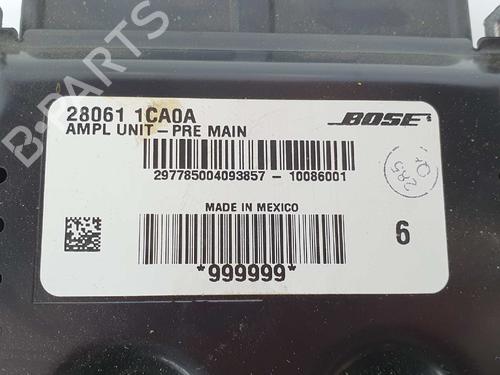 B-PARTS
28061 1CA0A
AMPL UNIT-PRE MAIN
BOSE
297785004093857 - 10086001
MADE IN MEXICO
6
*999999*